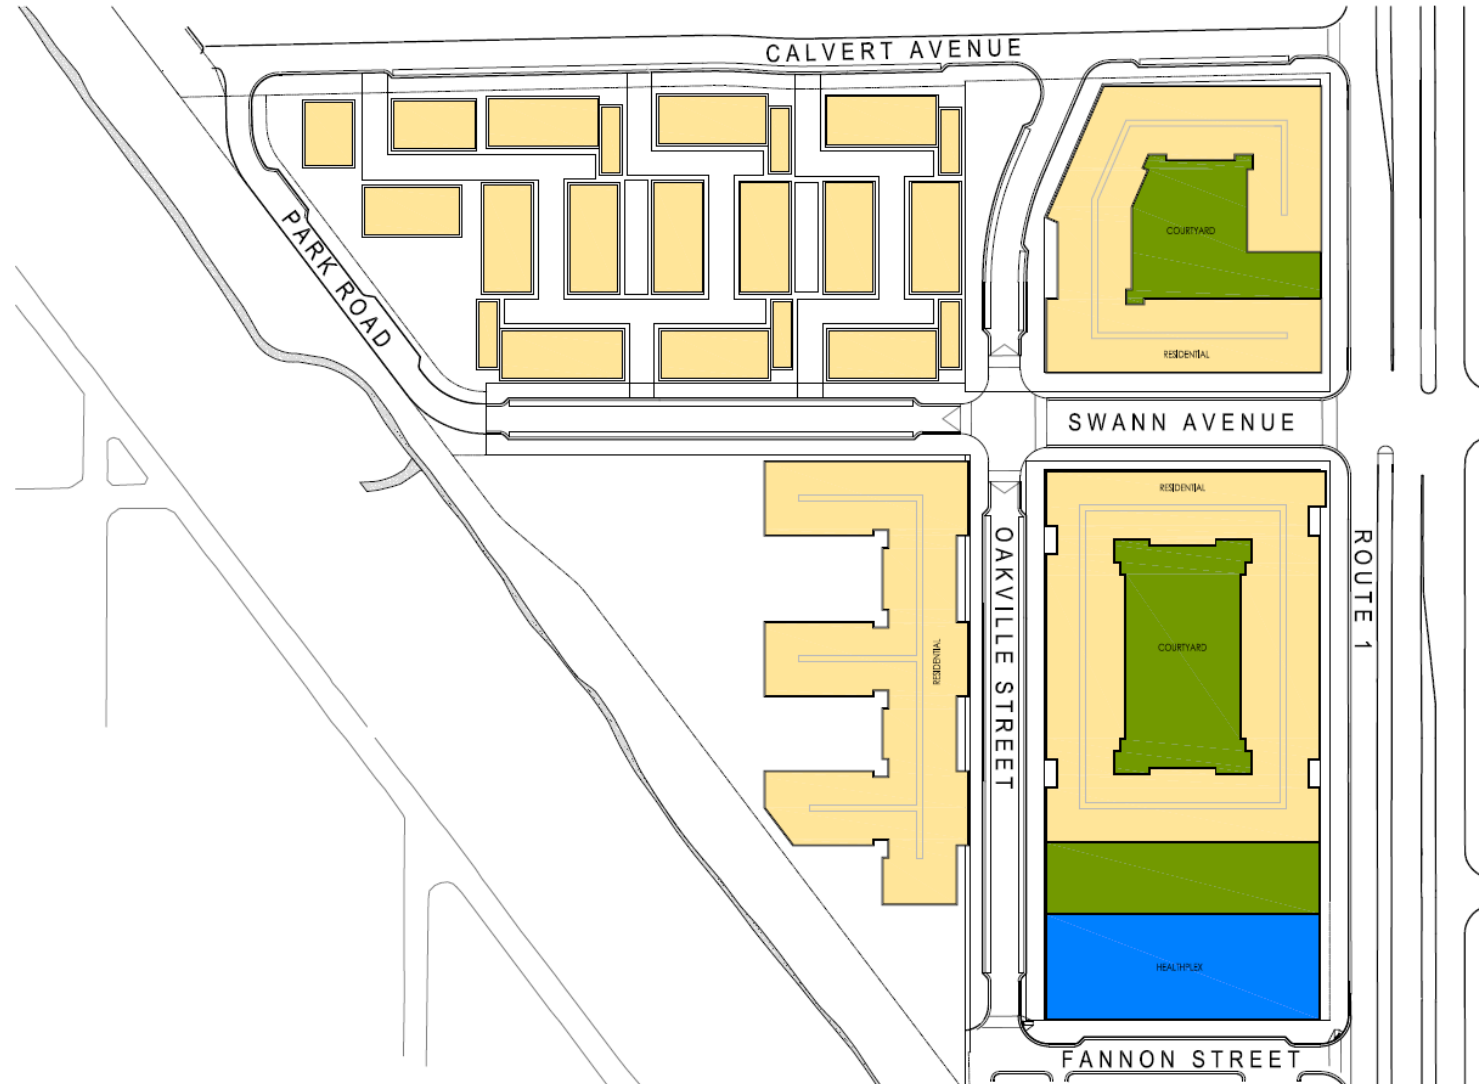 CALVERT AVENUE
PARK ROAD
COURTYARD
RESIDENTIAL
SWANN AVENUE
RESIDENTIAL
OAKVILLE STREET
ROUTE 1
RESIDENTIAL
COURTYARD
HEALTHPLEX
FANNON STREET